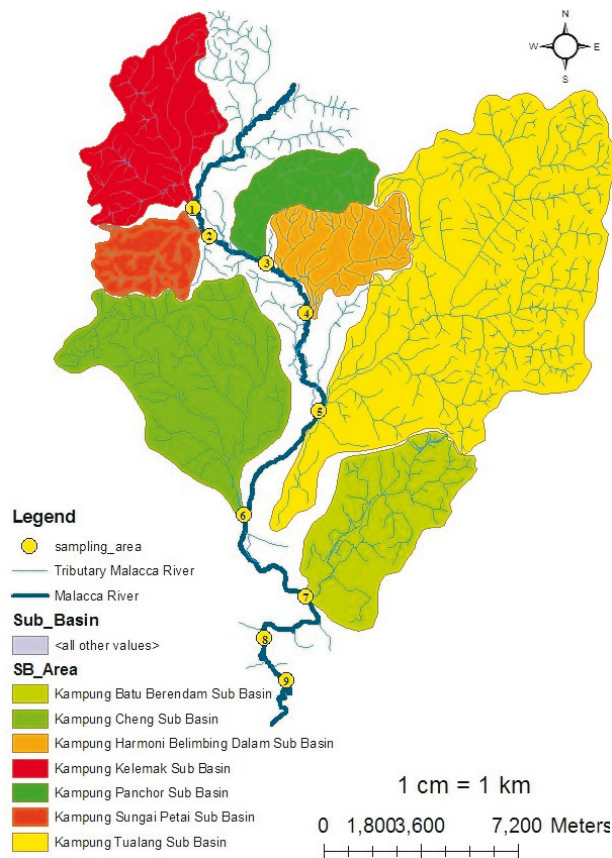 N
W E
S
1
2
3
4
5
6
7
8
9
Legend
sampling_area
Tributary Malacca River
Malacca River
Sub_Basin
<all other values>
SB_Area
Kampung Batu Berendam Sub Basin
Kampung Cheng Sub Basin
Kampung Harmoni Belimbing Dalam Sub Basin
Kampung Kelemak Sub Basin
Kampung Panchor Sub Basin
Kampung Sungai Petai Sub Basin
Kampung Tualang Sub Basin
1 cm = 1 km
0 1,8003,600 7,200 Meters